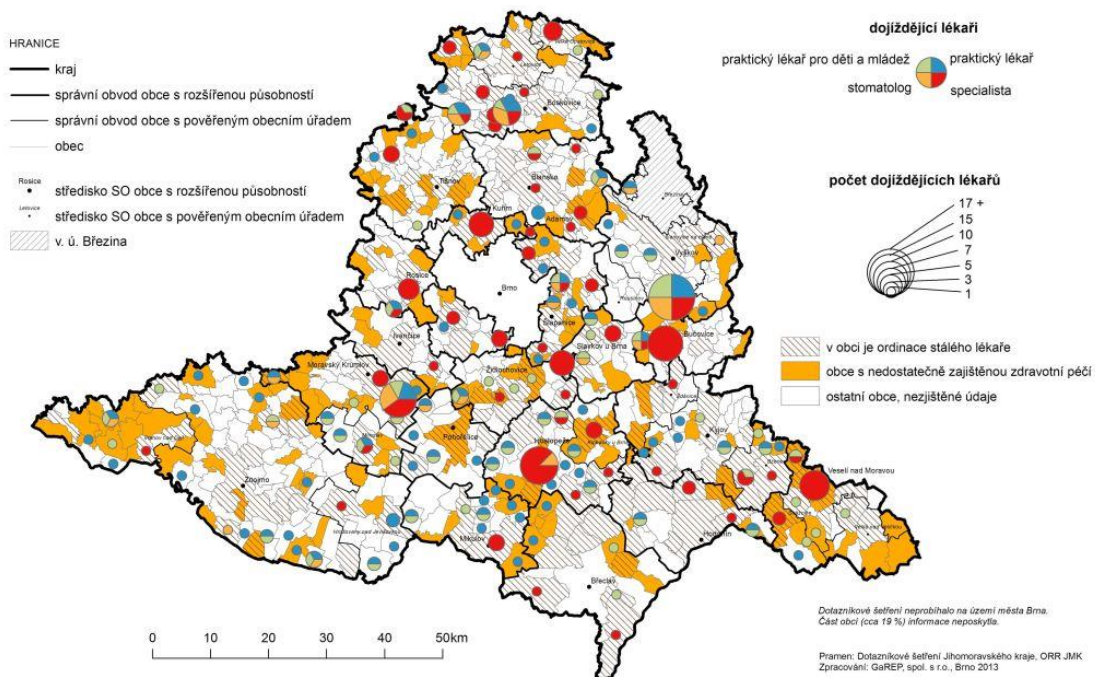 HRANICE
kraj
správní obvod obce s rozšířenou působností
správní obvod obce s pověřeným obecním úřadem
obec
Rosice
středisko SO obce s rozšířenou působností
Letovice
středisko SO obce s pověřeným obecním úřadem
v. ú. Březina
dojíždějící lékaři
praktický lékař pro děti a mládež
praktický lékař
stomatolog
specialista
počet dojíždějících lékařů
17 +
15
10
7
5
3
1
v obci je ordinace stálého lékaře
obce s nedostatečně zajištěnou zdravotní péčí
ostatní obce, nezjištěné údaje
Letovice
Boskovice
Tišnov
Blansko
Březina
Kuřim
Adamov
Vyškov
Rosice
Brno
Šlapanice
Bučovice
Ivančice
Slavkov u Brna
Moravský Krumlov
Židlochovice
Ždánice
Pohořelice
Hustopeče
Kyjov
Veselí nad Moravou
Znojmo
Mikulov
Hodonín
Břeclav
0 10 20 30 40 50km
Dotazníkové šetření neprobíhalo na území města Brna.
Část obcí (cca 19 %) informace neposkytla.
Pramen: Dotazníkové šetření Jihomoravského kraje, ORR JMK
Zpracování: GaREP, spol. s r.o., Brno 2013